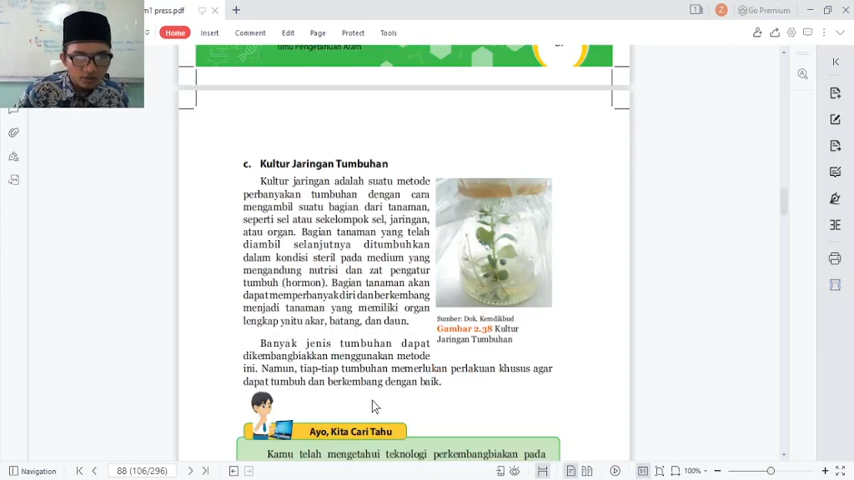 m1 press.pdf
Go Premium
Home
Insert
Comment
Edit
Page
Protect
Tools
Ilmu Pengetahuan Alam
c. Kultur Jaringan Tumbuhan
Kultur jaringan adalah suatu metode
perbanyakan tumbuhan dengan cara
mengambil suatu bagian dari tanaman,
seperti sel atau sekelompok sel, jaringan,
atau organ. Bagian tanaman yang telah
diambil selanjutnya ditumbuhkan
dalam kondisi steril pada medium yang
mengandung nutrisi dan zat pengatur
tumbuh (hormon). Bagian tanaman akan
dapat memperbanyak diri dan berkembang
menjadi tanaman yang memiliki organ
lengkap yaitu akar, batang, dan daun.
Sumber: Dok. Kemdikbud
Gambar 2.38 Kultur
Jaringan Tumbuhan
Banyak jenis tumbuhan dapat
dikembangbiakkan menggunakan metode
ini. Namun, tiap-tiap tumbuhan memerlukan perlakuan khusus agar
dapat tumbuh dan berkembang dengan baik.
Ayo, Kita Cari Tahu
Kamu telah mengetahui teknologi perkembangbiakan pada
Navigation
88 (106/296)
100%